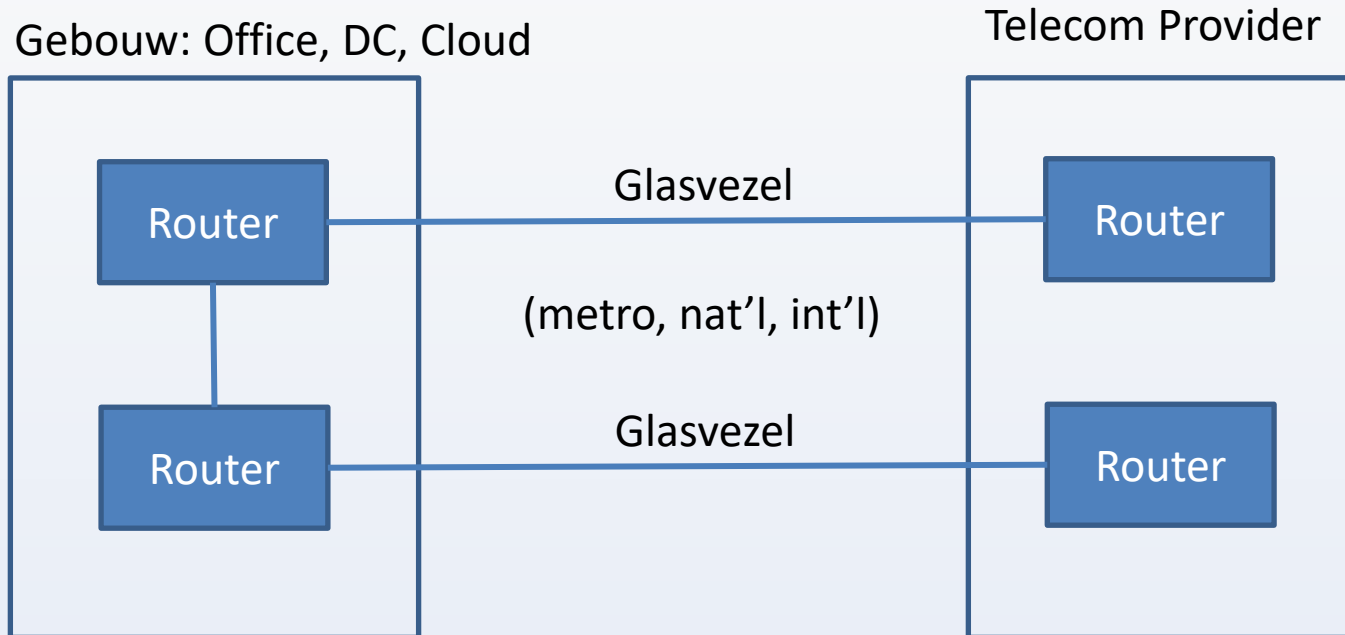 Gebouw: Office, DC, Cloud
Telecom Provider
Router
Glasvezel
Router
(metro, nat’l, int’l)
Router
Glasvezel
Router